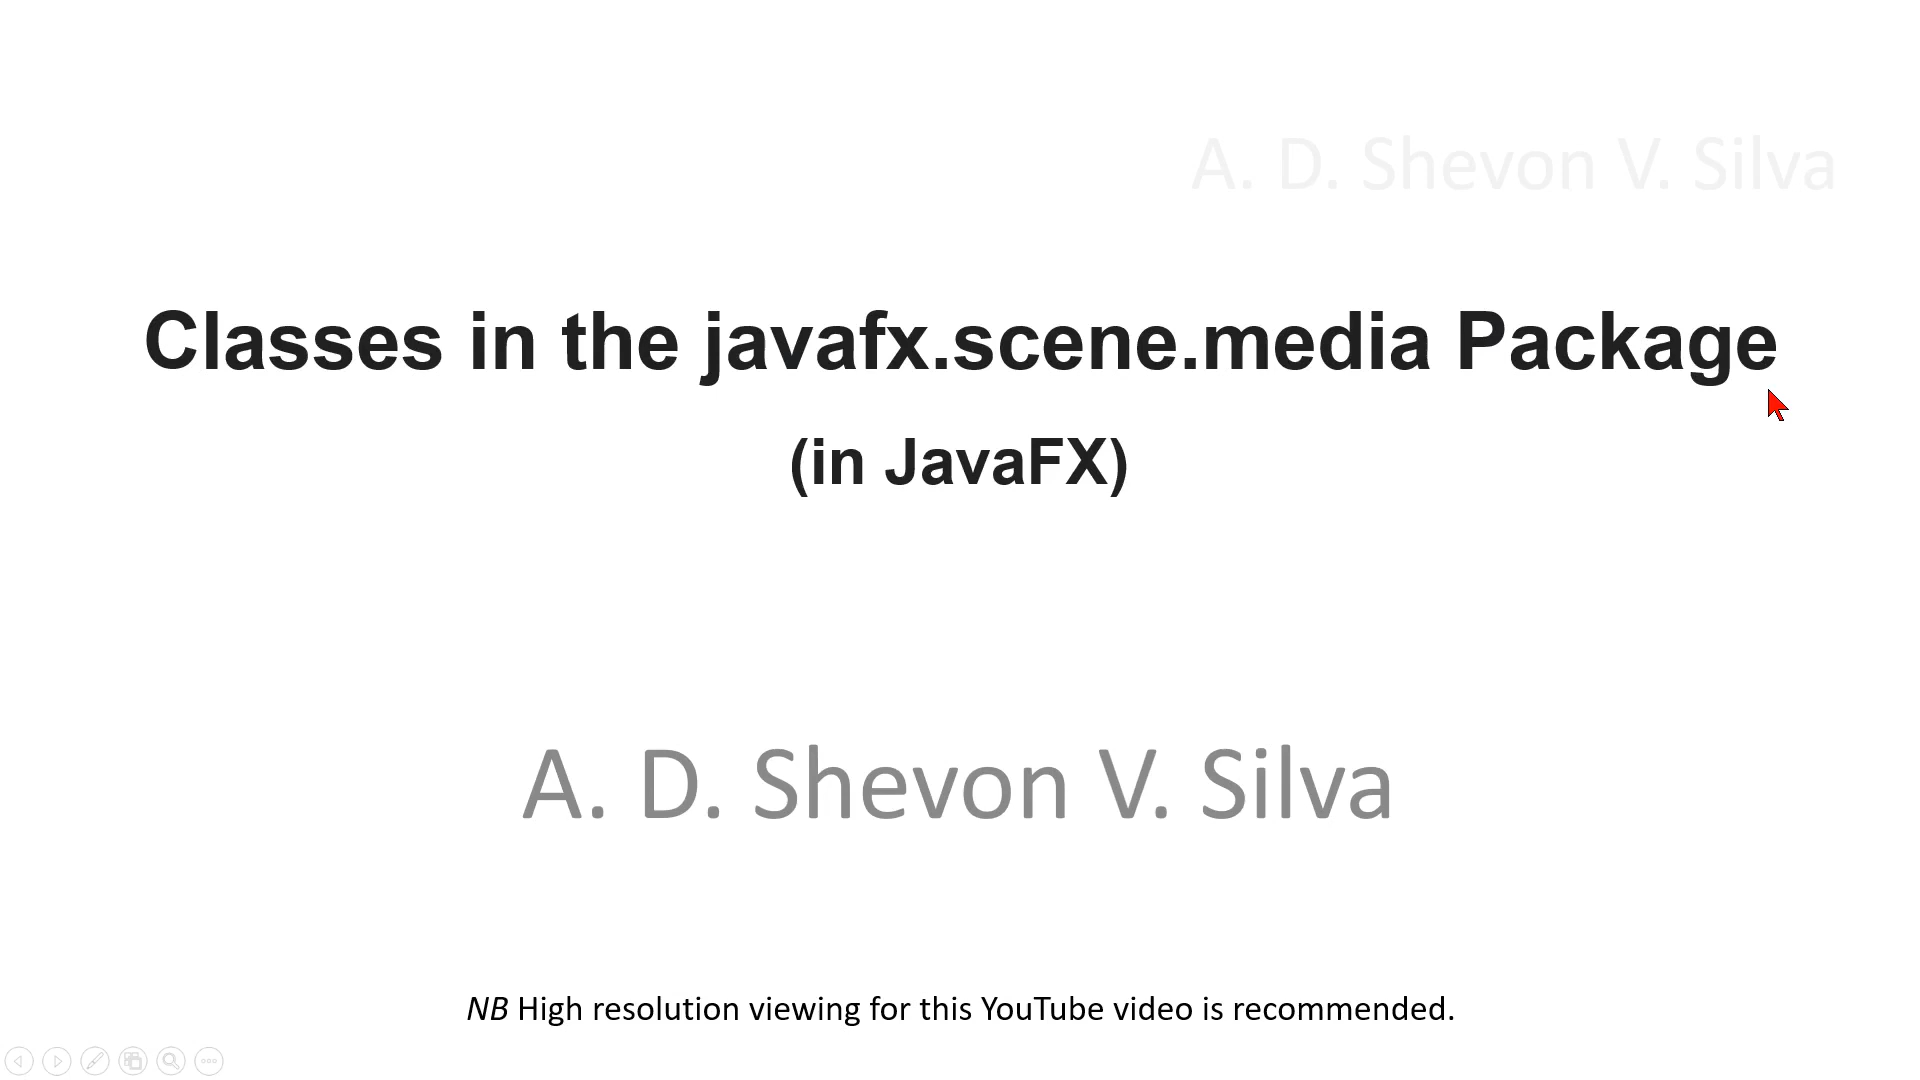 A. D. Shevon V. Silva
Classes in the javafx.scene.media Package
(in JavaFX)
A. D. Shevon V. Silva
NB High resolution viewing for this YouTube video is recommended.